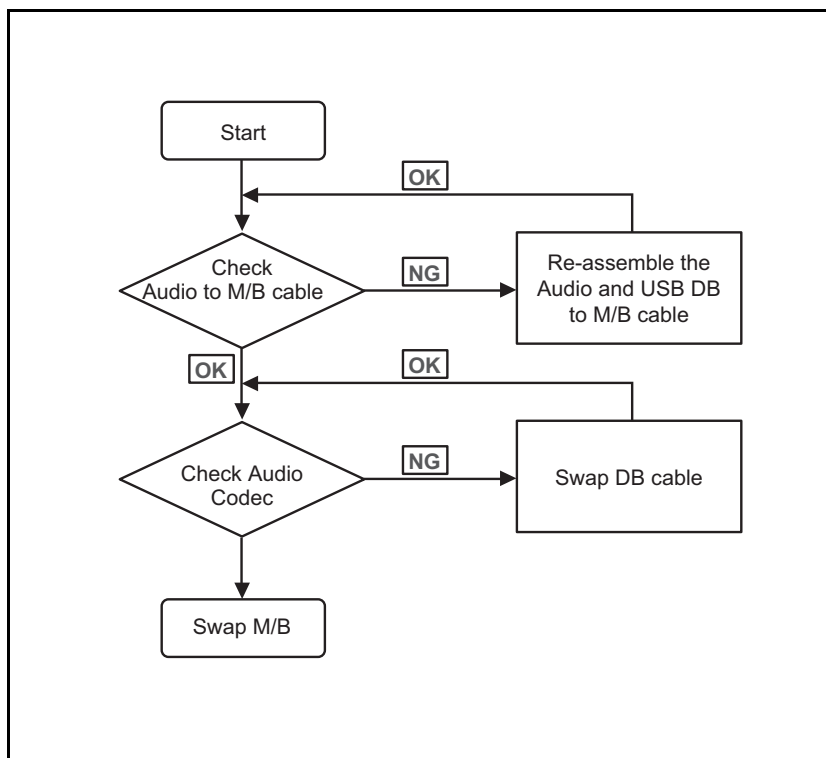 Start
OK
Check
Audio to M/B cable
NG
Re-assemble the
Audio and USB DB
to M/B cable
OK
OK
Check Audio
Codec
NG
Swap DB cable
Swap M/B